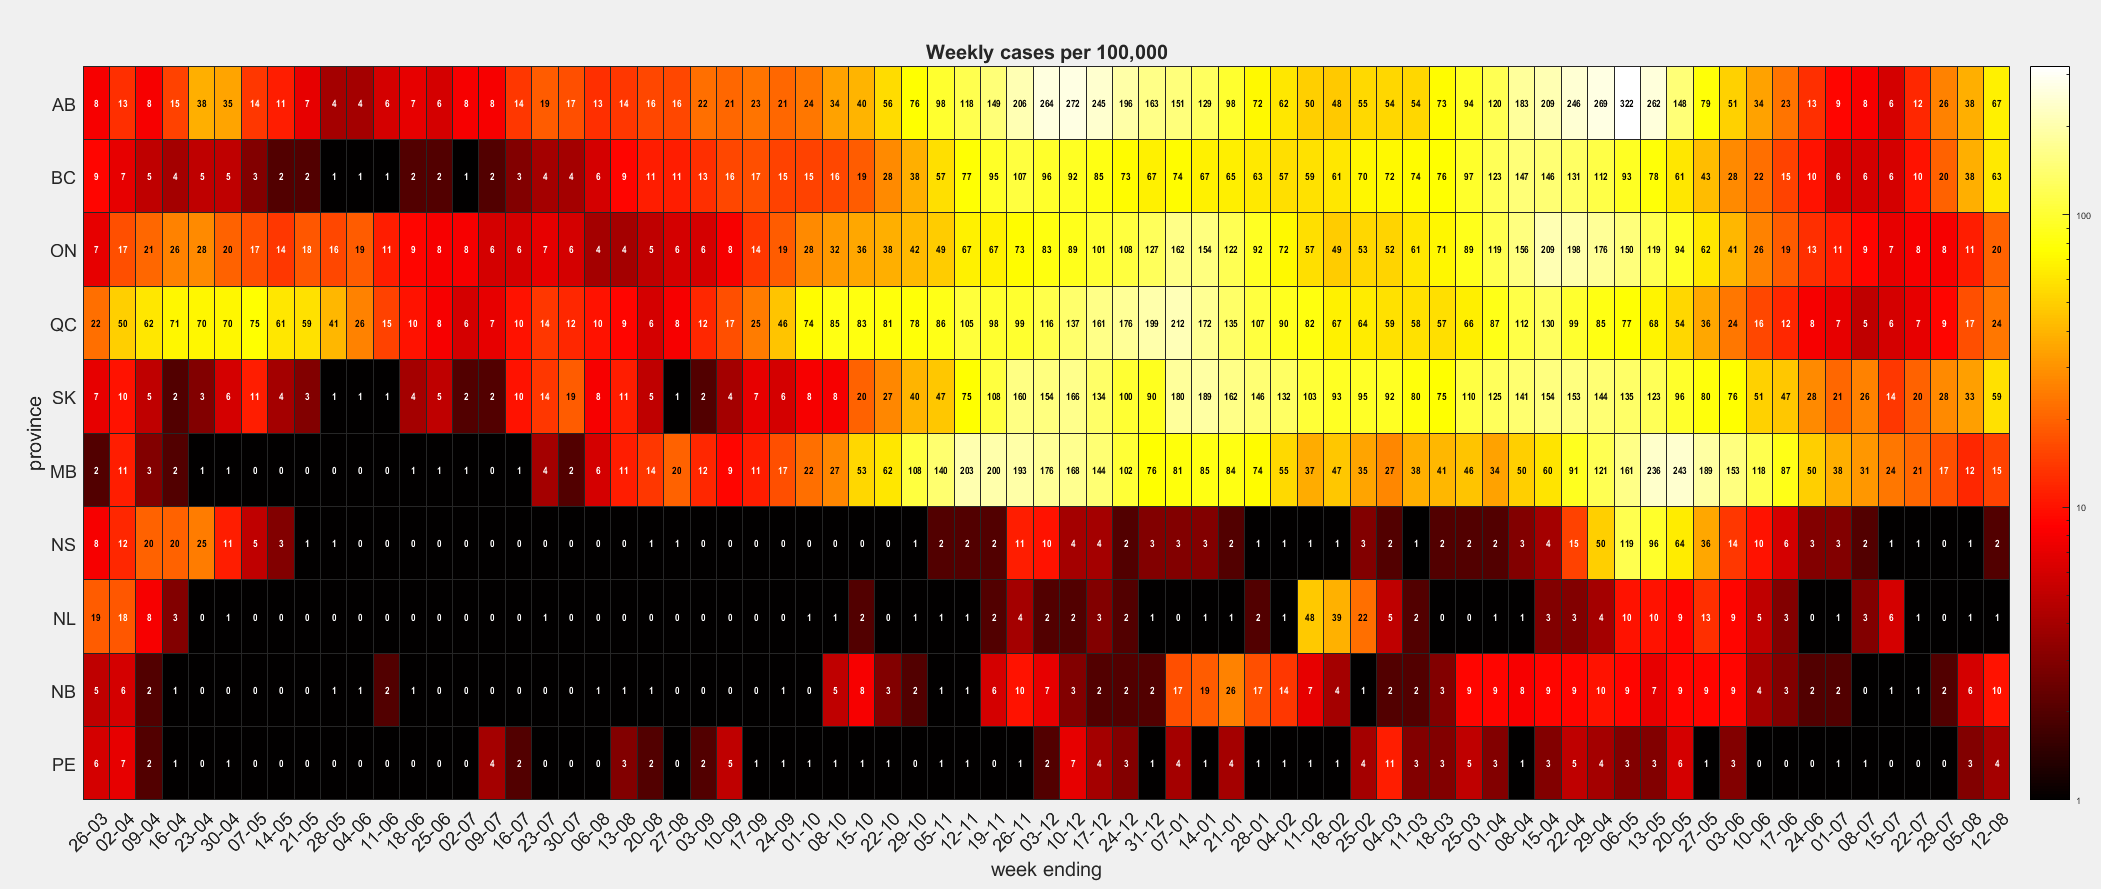 Weekly cases per 100,000
province
AB 8 13 8 15 38 35 14 11 7 4 4 6 7 6 8 8 14 19 17 13 14 16 16 22 21 23 21 24 34 40 56 76 98 118 149 206 264 272 245 196 163 151 129 98 72 62 50 48 55 54 54 73 94 120 183 209 246 269 322 262 148 79 51 34 23 13 9 8 6 12 26 38 67
BC 9 7 5 4 5 5 3 2 2 1 1 1 2 2 1 2 3 4 4 6 9 11 11 13 16 17 15 15 16 19 28 38 57 77 95 107 96 92 85 73 67 74 67 65 63 57 59 61 70 72 74 76 97 123 147 146 131 112 93 78 61 43 28 22 15 10 6 6 6 10 20 38 63
ON 7 17 21 26 28 20 17 14 18 16 19 11 9 8 8 6 6 7 6 4 4 5 6 6 8 14 19 28 32 36 38 42 49 67 67 73 83 89 101 108 127 162 154 122 92 72 57 49 53 52 61 71 89 119 156 209 198 176 150 119 94 62 41 26 19 13 11 9 7 8 8 11 20
QC 22 50 62 71 70 70 75 61 59 41 26 15 10 8 6 7 10 14 12 10 9 6 8 12 17 25 46 74 85 83 81 78 86 105 98 99 116 137 161 176 199 212 172 135 107 90 82 67 64 59 58 57 66 87 112 130 99 85 77 68 54 36 24 16 12 8 7 5 6 7 9 17 24
SK 7 10 5 2 3 6 11 4 3 1 1 1 4 5 2 2 10 14 19 8 11 5 1 2 4 7 6 8 8 20 27 40 47 75 108 160 154 166 134 100 90 180 189 162 146 132 103 93 95 92 80 75 110 125 141 154 153 144 135 123 96 80 76 51 47 28 21 26 14 20 28 33 59
MB 2 11 3 2 1 1 0 0 0 0 0 0 1 1 1 0 1 4 2 6 11 14 20 12 9 11 17 22 27 53 62 108 140 203 200 193 176 168 144 102 76 81 85 84 74 55 37 47 35 27 38 41 46 34 50 60 91 121 161 236 243 189 153 118 87 50 38 31 24 21 17 12 15
NS 8 12 20 20 25 11 5 3 1 1 0 0 0 0 0 0 0 0 0 0 0 1 1 0 0 0 0 0 0 0 0 1 2 2 2 11 10 4 4 2 3 3 3 2 1 1 1 1 3 2 1 2 2 2 3 4 15 50 119 96 64 36 14 10 6 3 3 2 1 1 0 1 2
NL 19 18 8 3 0 1 0 0 0 0 0 0 0 0 0 0 0 1 0 0 0 0 0 0 0 0 0 1 1 2 0 1 1 1 2 4 2 2 3 2 1 0 1 1 2 1 48 39 22 5 2 0 0 1 1 3 3 4 10 10 9 13 9 5 3 0 1 3 6 1 0 1 1
NB 5 6 2 1 0 0 0 0 0 1 1 2 1 0 0 0 0 0 0 1 1 1 0 0 0 0 1 0 5 8 3 2 1 1 6 10 7 3 2 2 2 17 19 26 17 14 7 4 1 2 2 3 9 9 8 9 9 10 9 7 9 9 9 4 3 2 2 0 1 1 2 6 10
PE 6 7 2 1 0 1 0 0 0 0 0 0 0 0 0 4 2 0 0 0 3 2 0 2 5 1 1 1 1 1 1 0 1 1 0 1 2 7 4 3 1 4 1 4 1 1 1 1 4 11 3 3 5 3 1 3 5 4 3 3 6 1 3 0 0 0 1 1 0 0 0 3 4
26-03 02-04 09-04 16-04 23-04 30-04 07-05 14-05 21-05 28-05 04-06 11-06 18-06 25-06 02-07 09-07 16-07 23-07 30-07 06-08 13-08 20-08 27-08 03-09 10-09 17-09 24-09 01-10 08-10 15-10 22-10 29-10 05-11 12-11 19-11 26-11 03-12 10-12 17-12 24-12 31-12 07-01 14-01 21-01 28-01 04-02 11-02 18-02 25-02 04-03 11-03 18-03 25-03 01-04 08-04 15-04 22-04 29-04 06-05 13-05 20-05 27-05 03-06 10-06 17-06 24-06 01-07 08-07 15-07 22-07 29-07 05-08 12-08
week ending
100
10
1